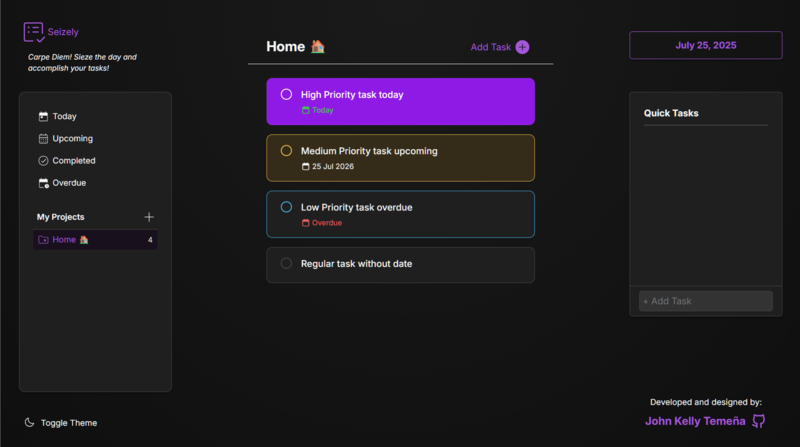 Seizely
Carpe Diem! Sieze the day and
accomplish your tasks!
Today
Upcoming
Completed
Overdue
My Projects
Home 🏠
4
Toggle Theme
Home 🏠
Add Task
High Priority task today
Today
Medium Priority task upcoming
25 Jul 2026
Low Priority task overdue
Overdue
Regular task without date
July 25, 2025
Quick Tasks
+ Add Task
Developed and designed by:
John Kelly Temeña